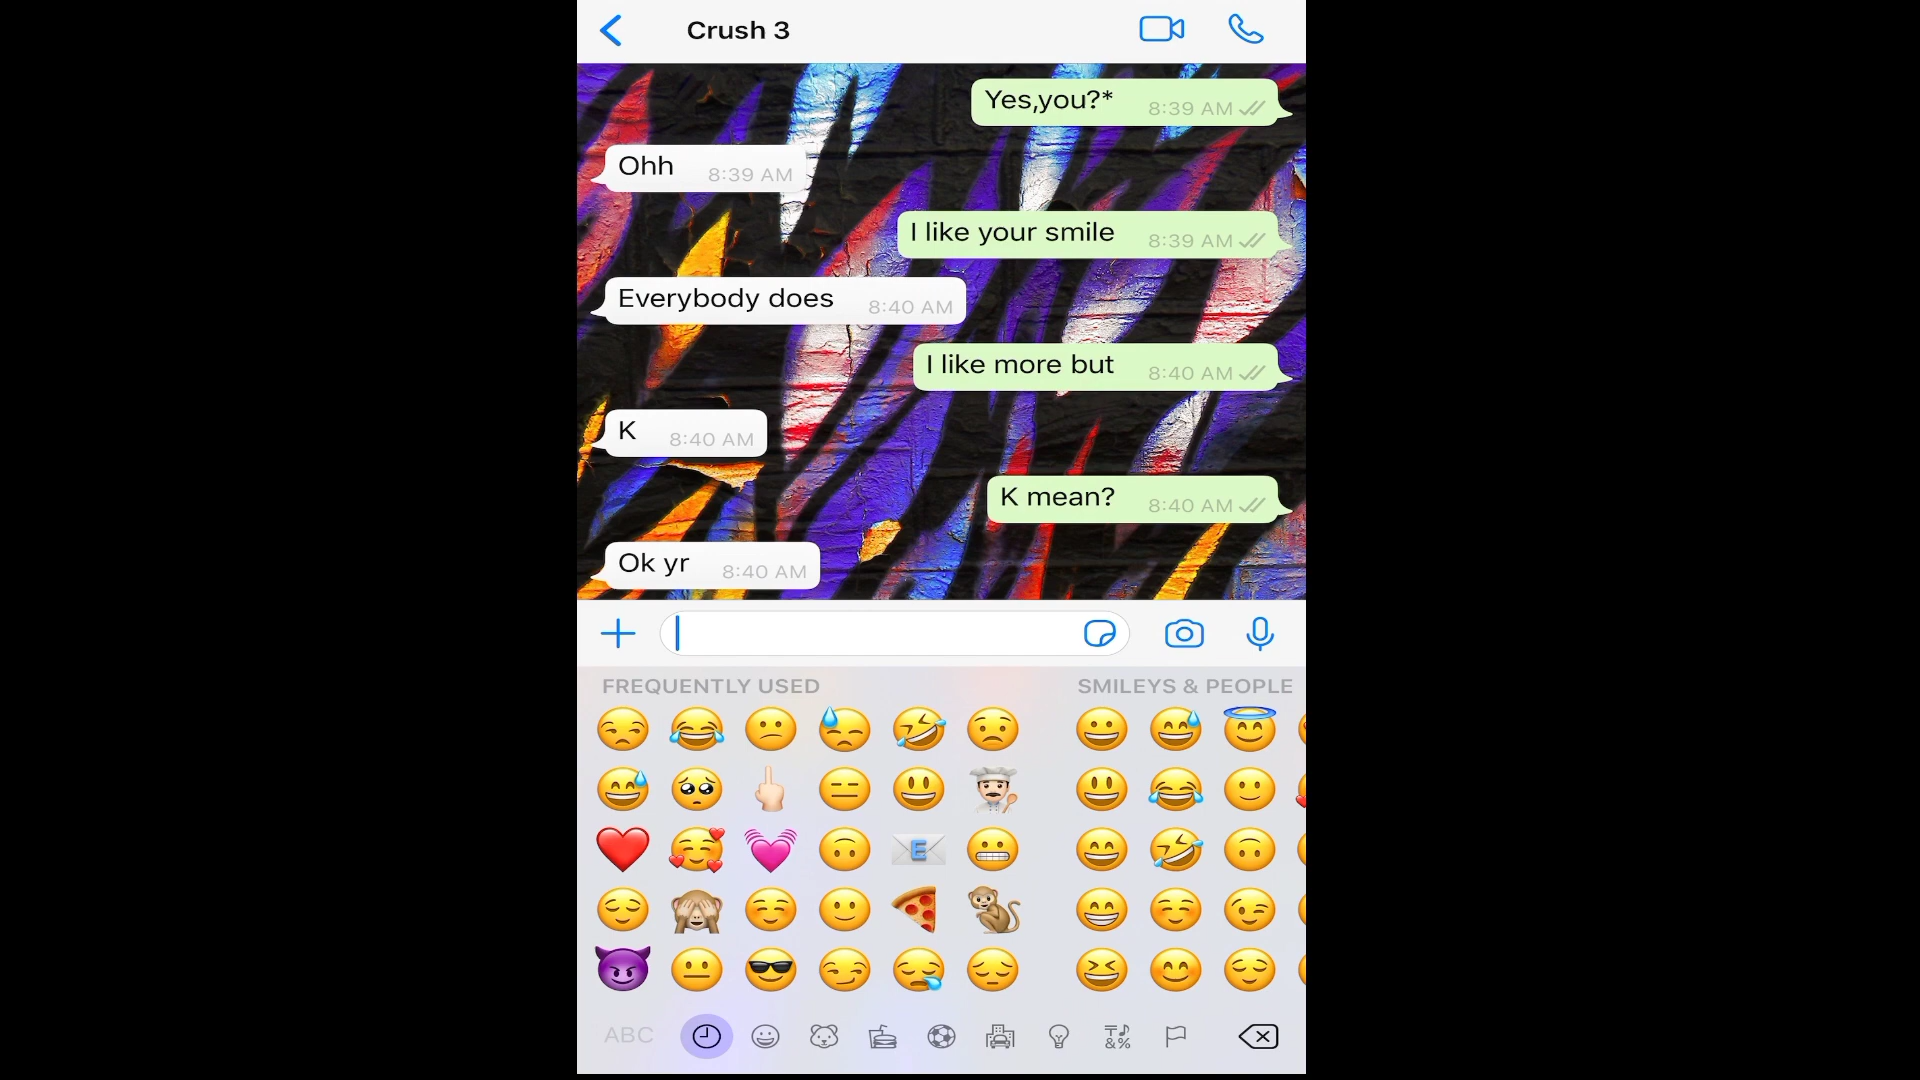 Crush 3
Yes,you?* 8:39 AM
Ohh 8:39 AM
I like your smile 8:39 AM
Everybody does 8:40 AM
I like more but 8:40 AM
K 8:40 AM
K mean? 8:40 AM
Ok yr 8:40 AM
FREQUENTLY USED SMILEYS & PEOPLE
ABC